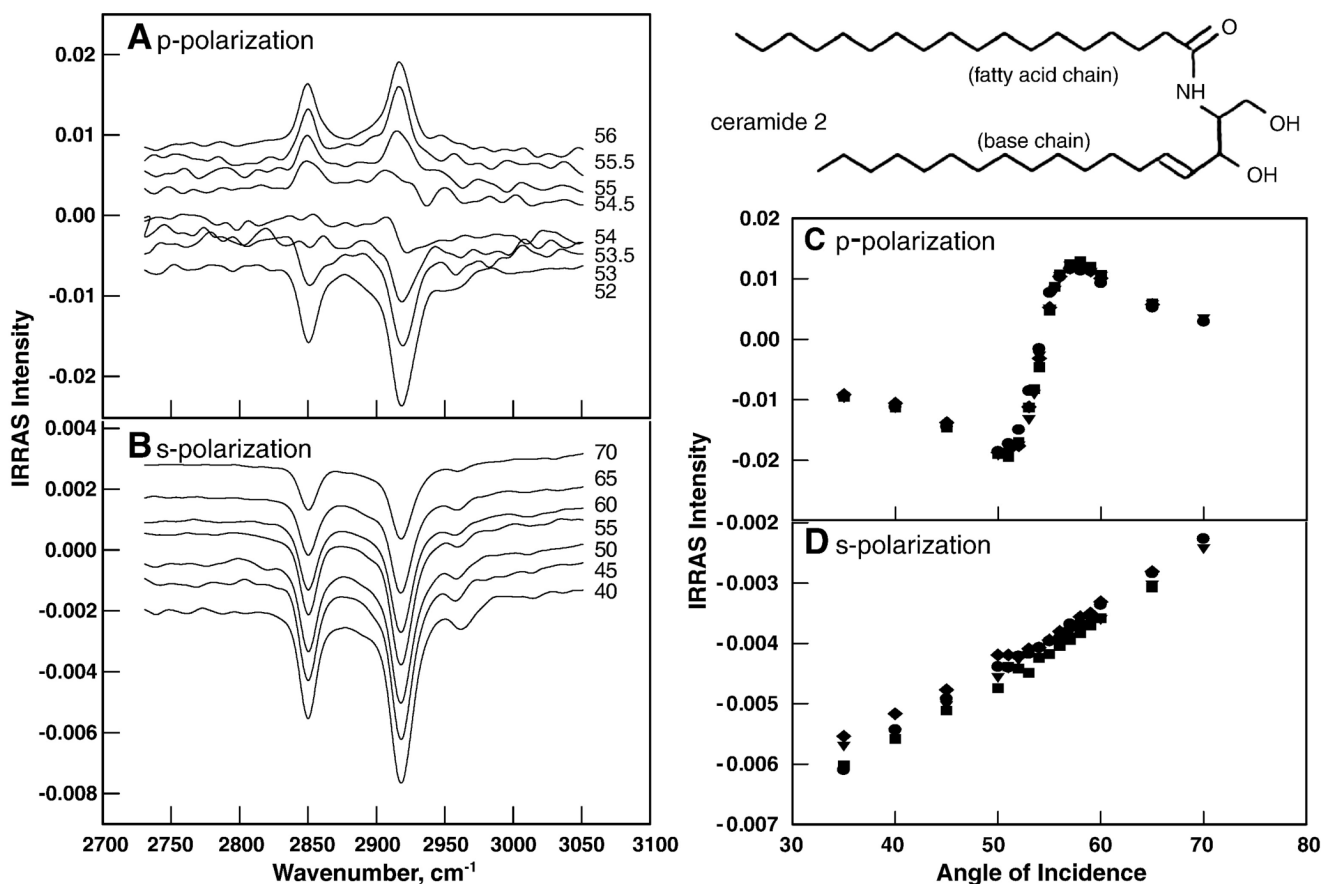 A p-polarization
0.02
0.01
0.00
-0.01
-0.02
56
55.5
55
54.5
54
53.5
53
52
B s-polarization
0.004
0.002
0.000
-0.002
-0.004
-0.006
-0.008
70
65
60
55
50
45
40
IRRAS Intensity
2700 2750 2800 2850 2900 2950 3000 3050 3100
Wavenumber, cm⁻¹
O
(fatty acid chain)
NH
ceramide 2
OH
(base chain)
OH
C p-polarization
0.02
0.01
0.00
-0.01
-0.02
-0.002
D s-polarization
-0.003
-0.004
-0.005
-0.006
-0.007
IRRAS Intensity
30 40 50 60 70 80
Angle of Incidence